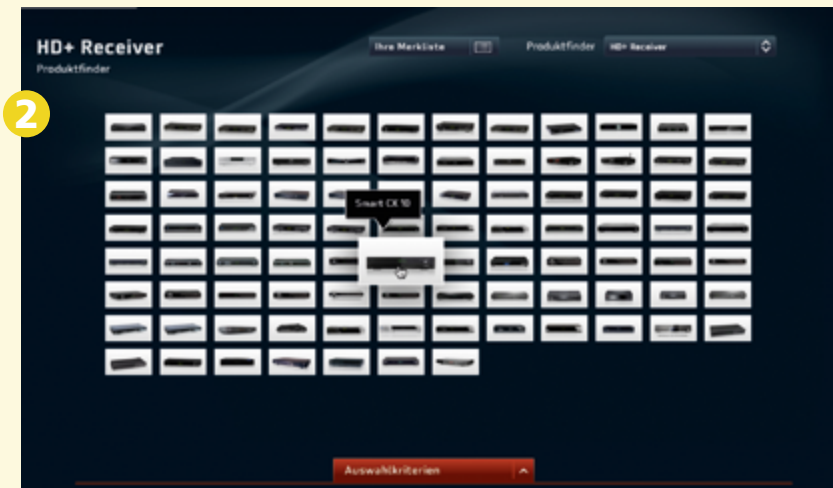 HD+ Receiver
Produktfinder
Ihre Merkliste
Produktfinder
HD+ Receiver
2
Smart CX 10
Auswahlkriterien